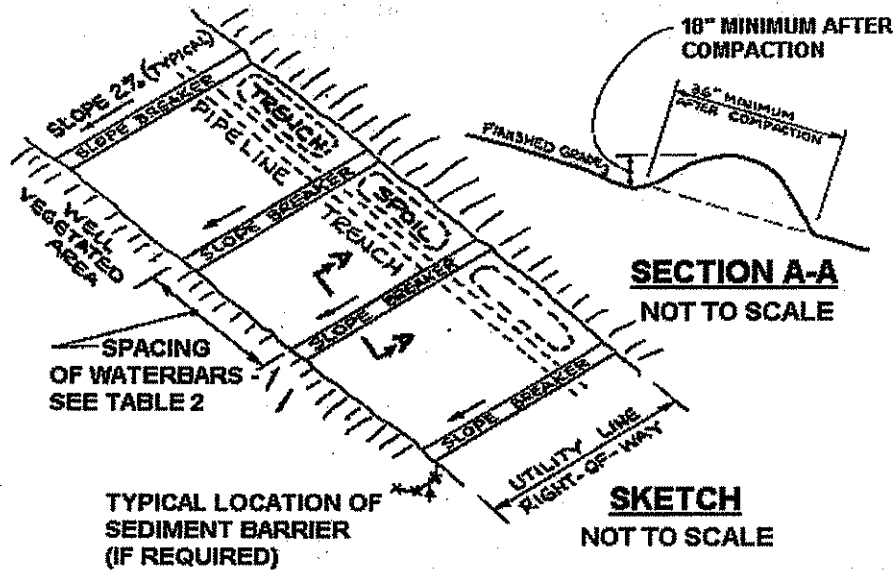 18" MINIMUM AFTER
COMPACTION
36" MINIMUM
AFTER COMPACTION
FINISHED GRADE
SLOPE 2% (TYPICAL)
SLOPE BREAKER
TRENCH
PIPELINE
SLOPE BREAKER
SPOIL
TRENCH
WELL
VEGETATED
AREA
A
SLOPE BREAKER
A
SLOPE BREAKER
SECTION A-A
NOT TO SCALE
SPACING
OF WATERBARS -
SEE TABLE 2
UTILITY LINE
RIGHT-OF-WAY
TYPICAL LOCATION OF
SEDIMENT BARRIER
(IF REQUIRED)
SKETCH
NOT TO SCALE